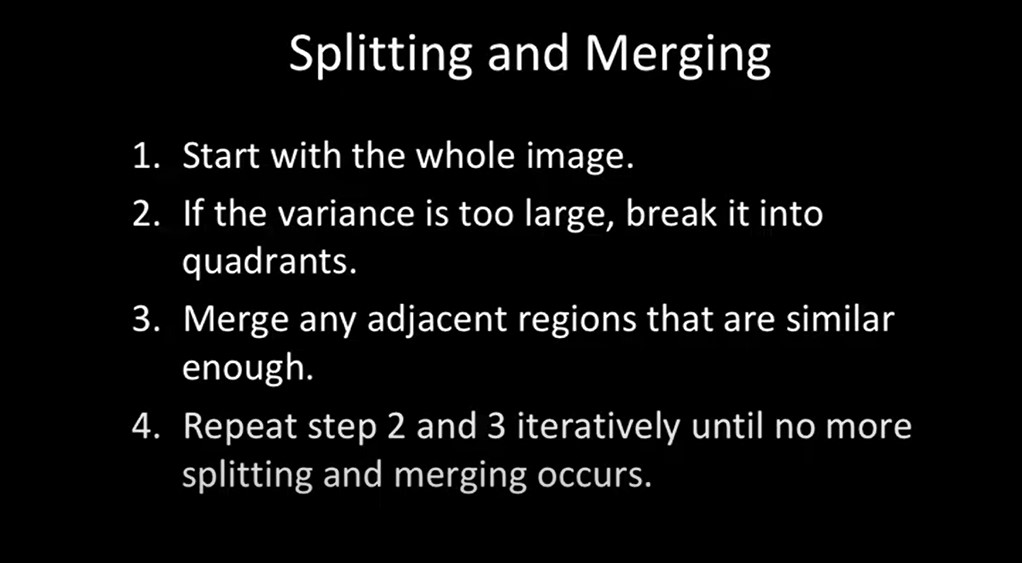 Splitting and Merging
1. Start with the whole image.
2. If the variance is too large, break it into
quadrants.
3. Merge any adjacent regions that are similar
enough.
4. Repeat step 2 and 3 iteratively until no more
splitting and merging occurs.